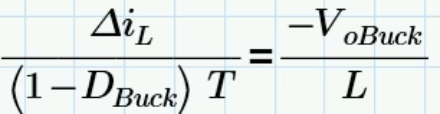 Δi_L / ((1 − D_Buck) T) = −V_oBuck / L